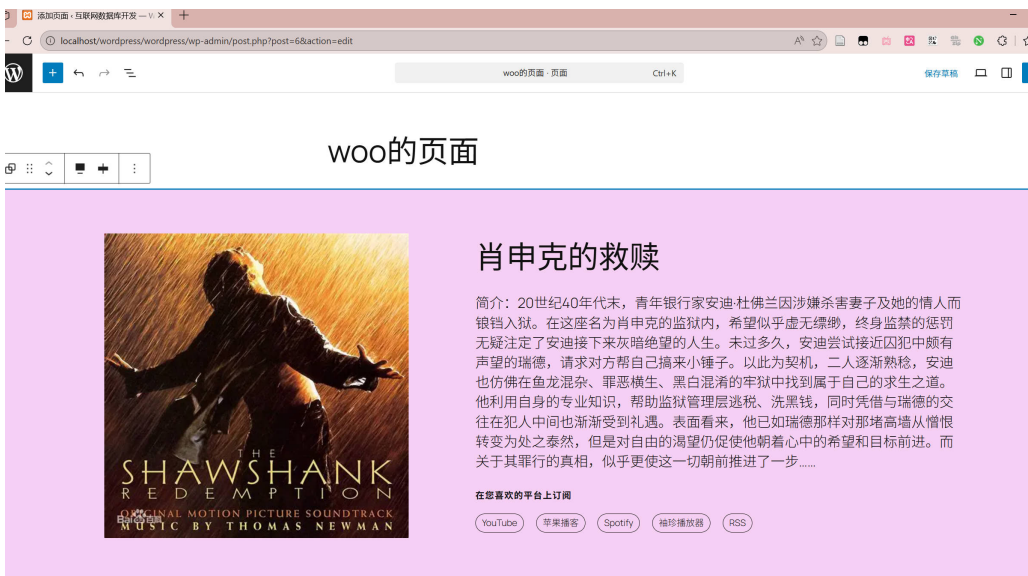 添加页面 ‹ 互联网数据库开发 — V
localhost/wordpress/wordpress/wp-admin/post.php?post=6&action=edit
woo的页面 · 页面 Ctrl+K 保存草稿
woo的页面
肖申克的救赎
简介：20世纪40年代末，青年银行家安迪·杜佛兰因涉嫌杀害妻子及她的情人而
锒铛入狱。在这座名为肖申克的监狱内，希望似乎虚无缥缈，终身监禁的惩罚
无疑注定了安迪接下来灰暗绝望的人生。未过多久，安迪尝试接近囚犯中颇有
声望的瑞德，请求对方帮自己搞来小锤子。以此为契机，二人逐渐熟稔，安迪
也仿佛在鱼龙混杂、罪恶横生、黑白混淆的牢狱中找到属于自己的求生之道。
他利用自身的专业知识，帮助监狱管理层逃税、洗黑钱，同时凭借与瑞德的交
往在犯人中间也渐渐受到礼遇。表面看来，他已如瑞德那样对那堵高墙从憎恨
转变为处之泰然，但是对自由的渴望仍促使他朝着心中的希望和目标前进。而
关于其罪行的真相，似乎更使这一切朝前推进了一步……
在您喜欢的平台上订阅
YouTube 苹果播客 Spotify 袖珍播放器 RSS
THE
SHAWSHANK
REDEMPTION
ORIGINAL MOTION PICTURE SOUNDTRACK
MUSIC BY THOMAS NEWMAN
Bai百科